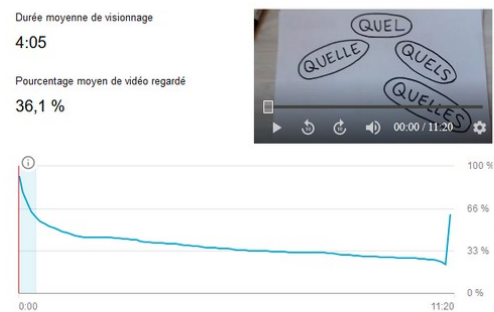 Durée moyenne de visionnage
4:05
Pourcentage moyen de vidéo regardé
36,1 %
QUEL
QUELLE
QUELS
QUELLES
00:00 / 11:20
100 %
66 %
33 %
0 %
0:00
11:20